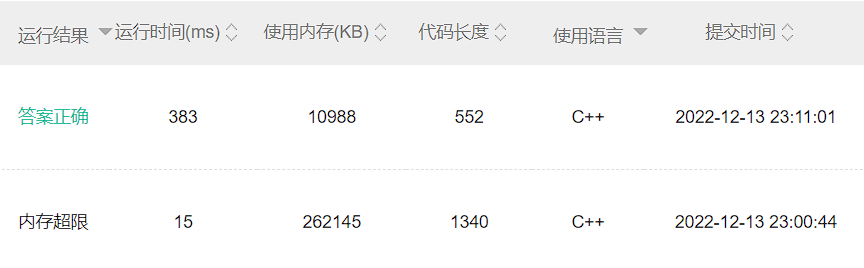 运行结果 运行时间(ms) 使用内存(KB) 代码长度 使用语言 提交时间
答案正确 383 10988 552 C++ 2022-12-13 23:11:01
内存超限 15 262145 1340 C++ 2022-12-13 23:00:44